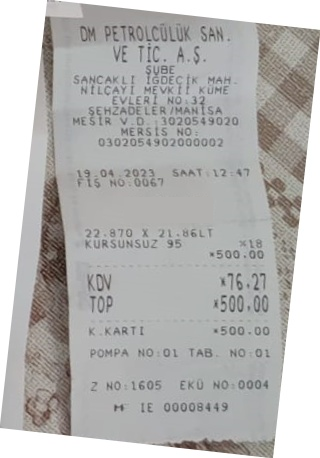 DM PETROLCÜLÜK SAN.
VE TİC. A.Ş.
ŞUBE
SANCAKLI İĞDECİK MAH.
NİLÇAYI MEVKİİ KÜME
EVLERİ NO:32
ŞEHZADELER/MANİSA
MESİR V.D.:3020549020
MERSİS NO:
0302054902000002
19.04.2023 SAAT:12:47
FİŞ NO:0067
22.870 X 21.86LT
KURSUNSUZ 95 %18
*500.00
KDV *76,27
TOP *500,00
K.KARTI *500.00
POMPA NO:01 TAB. NO:01
Z NO:1605 EKÜ NO:0004
MF IE 00008449